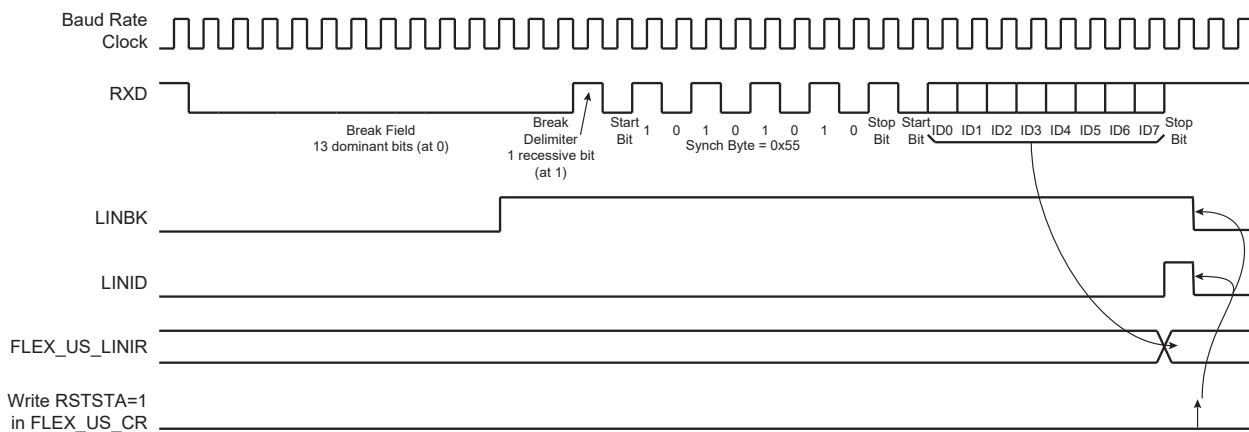 Baud Rate
Clock
RXD
Break Field
13 dominant bits (at 0)
Break
Delimiter
1 recessive bit
(at 1)
Start
Bit
1 0 1 0 1 0 1 0
Synch Byte = 0x55
Stop
Bit
Start
Bit
ID0 ID1 ID2 ID3 ID4 ID5 ID6 ID7
Stop
Bit
LINBK
LINID
FLEX_US_LINIR
Write RSTSTA=1
in FLEX_US_CR